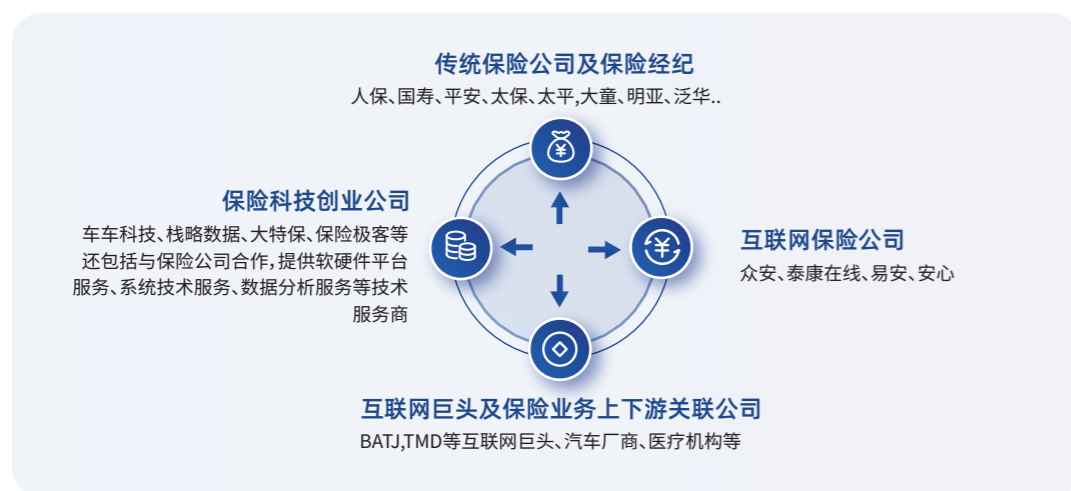 传统保险公司及保险经纪
人保、国寿、平安、太保、太平,大童、明亚、泛华..
保险科技创业公司
车车科技、栈略数据、大特保、保险极客等
还包括与保险公司合作,提供软硬件平台
服务、系统技术服务、数据分析服务等技术
服务商
互联网保险公司
众安、泰康在线、易安、安心
互联网巨头及保险业务上下游关联公司
BATJ,TMD等互联网巨头、汽车厂商、医疗机构等